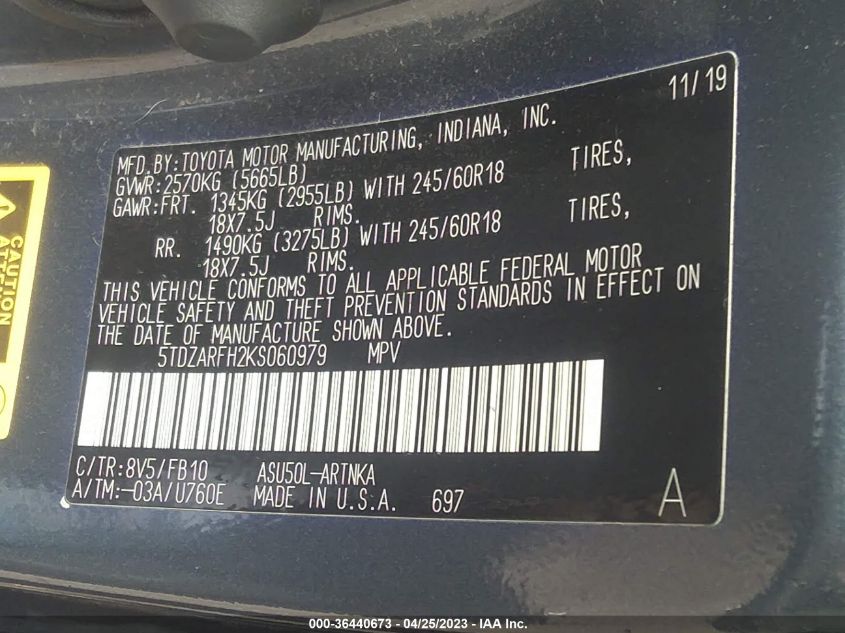 11/19
MFD.BY:TOYOTA MOTOR MANUFACTURING, INDIANA, INC.
GVWR:2570KG (5665LB)
GAWR:FRT. 1345KG (2955LB) WITH 245/60R18 TIRES,
18X7.5J RIMS.
RR. 1490KG (3275LB) WITH 245/60R18 TIRES,
18X7.5J RIMS.
THIS VEHICLE CONFORMS TO ALL APPLICABLE FEDERAL MOTOR
VEHICLE SAFETY AND THEFT PREVENTION STANDARDS IN EFFECT ON
THE DATE OF MANUFACTURE SHOWN ABOVE.
5TDZARFH2KS060979 MPV
C/TR:8V5/FB10 ASU50L-ARTNKA
A/TM:-03A/U760E MADE IN U.S.A. 697 A
CAUTION
000-36440673 - 04/25/2023 - IAA Inc.